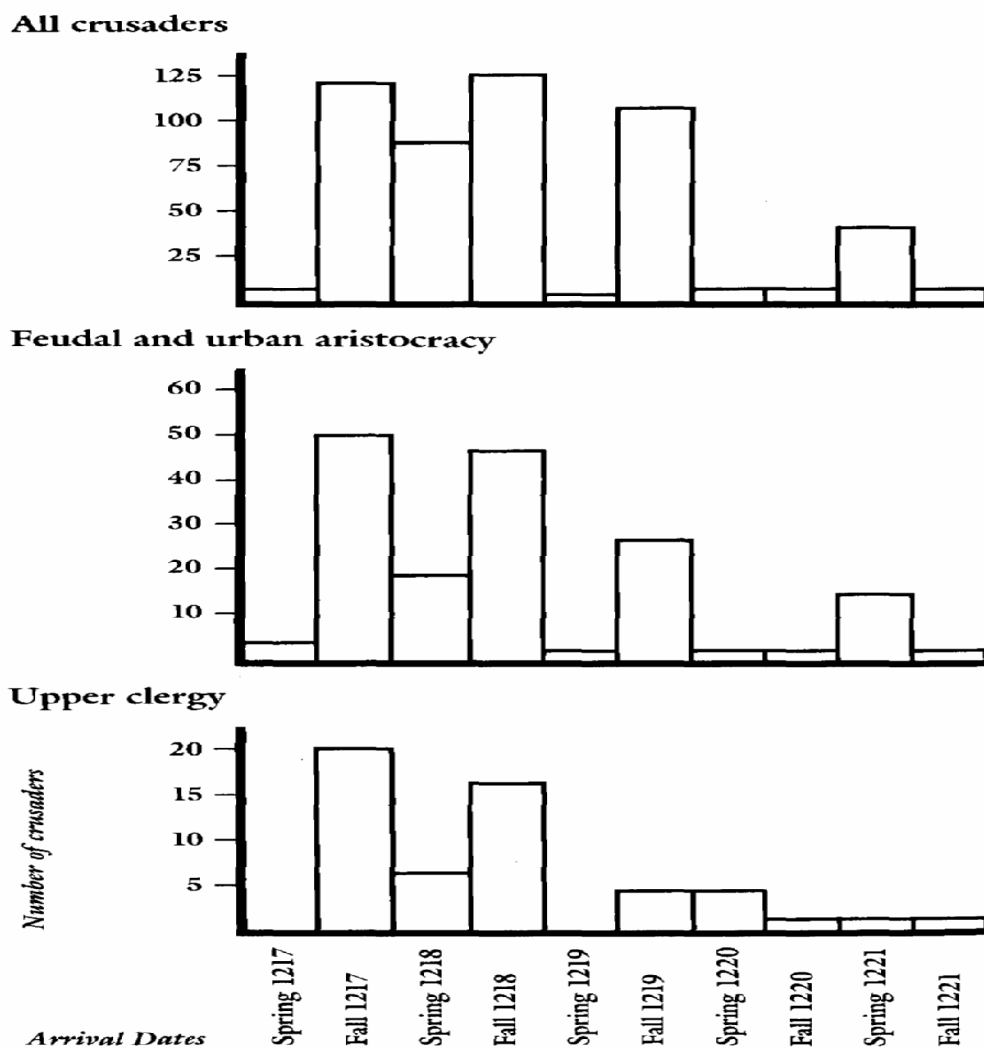 All crusaders
125
100
75
50
25
Feudal and urban aristocracy
60
50
40
30
20
10
Upper clergy
20
15
10
5
Number of crusaders
Spring 1217
Fall 1217
Spring 1218
Fall 1218
Spring 1219
Fall 1219
Spring 1220
Fall 1220
Spring 1221
Fall 1221
Arrival Dates